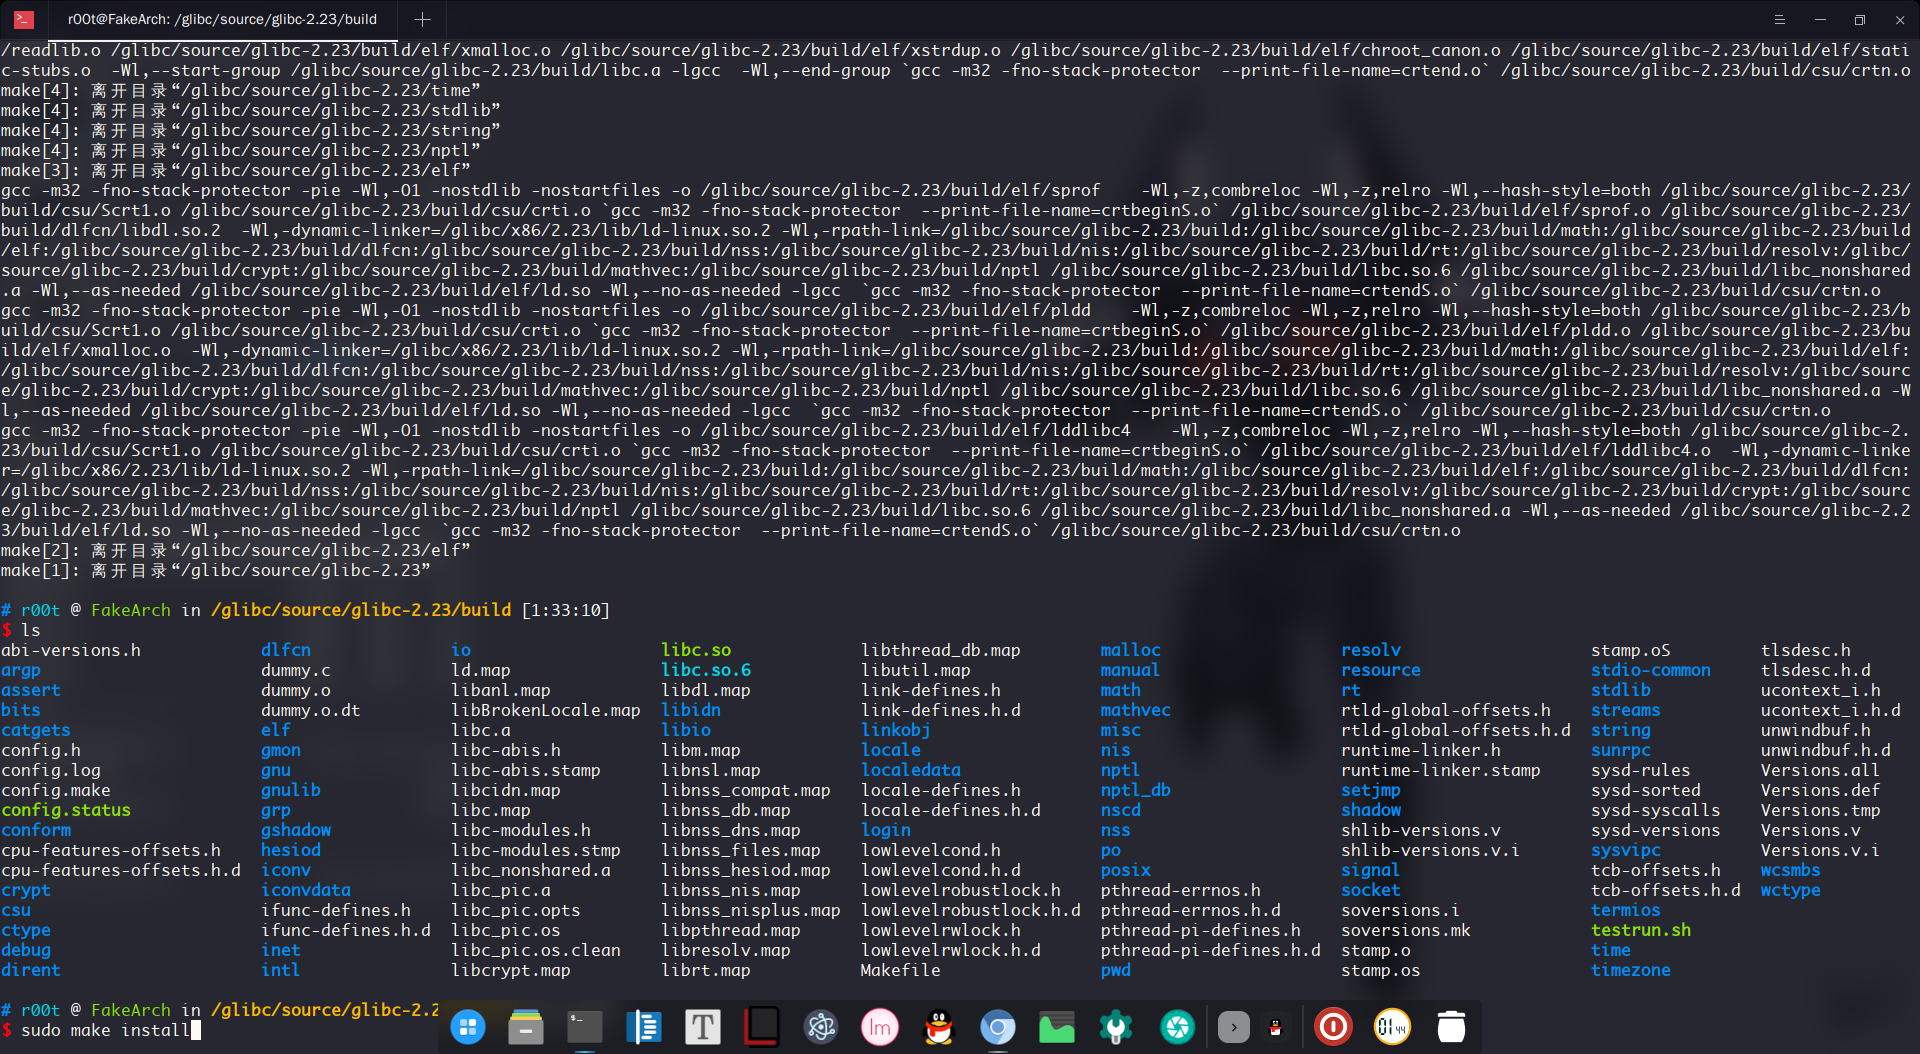 r00t@FakeArch: /glibc/source/glibc-2.23/build
/readlib.o /glibc/source/glibc-2.23/build/elf/xmalloc.o /glibc/source/glibc-2.23/build/elf/xstrdup.o /glibc/source/glibc-2.23/build/elf/chroot_canon.o /glibc/source/glibc-2.23/build/elf/stati
c-stubs.o  -Wl,--start-group /glibc/source/glibc-2.23/build/libc.a -lgcc  -Wl,--end-group `gcc -m32 -fno-stack-protector  --print-file-name=crtend.o` /glibc/source/glibc-2.23/build/csu/crtn.o
make[4]: 离开目录“/glibc/source/glibc-2.23/time”
make[4]: 离开目录“/glibc/source/glibc-2.23/stdlib”
make[4]: 离开目录“/glibc/source/glibc-2.23/string”
make[4]: 离开目录“/glibc/source/glibc-2.23/nptl”
make[3]: 离开目录“/glibc/source/glibc-2.23/elf”
gcc -m32 -fno-stack-protector -pie -Wl,-O1 -nostdlib -nostartfiles -o /glibc/source/glibc-2.23/build/elf/sprof    -Wl,-z,combreloc -Wl,-z,relro -Wl,--hash-style=both /glibc/source/glibc-2.23/
build/csu/Scrt1.o /glibc/source/glibc-2.23/build/csu/crti.o `gcc -m32 -fno-stack-protector  --print-file-name=crtbeginS.o` /glibc/source/glibc-2.23/build/elf/sprof.o /glibc/source/glibc-2.23/
build/dlfcn/libdl.so.2  -Wl,-dynamic-linker=/glibc/x86/2.23/lib/ld-linux.so.2 -Wl,-rpath-link=/glibc/source/glibc-2.23/build:/glibc/source/glibc-2.23/build/math:/glibc/source/glibc-2.23/build
/elf:/glibc/source/glibc-2.23/build/dlfcn:/glibc/source/glibc-2.23/build/nss:/glibc/source/glibc-2.23/build/nis:/glibc/source/glibc-2.23/build/rt:/glibc/source/glibc-2.23/build/resolv:/glibc/
source/glibc-2.23/build/crypt:/glibc/source/glibc-2.23/build/mathvec:/glibc/source/glibc-2.23/build/nptl /glibc/source/glibc-2.23/build/libc.so.6 /glibc/source/glibc-2.23/build/libc_nonshared
.a -Wl,--as-needed /glibc/source/glibc-2.23/build/elf/ld.so -Wl,--no-as-needed -lgcc  `gcc -m32 -fno-stack-protector  --print-file-name=crtendS.o` /glibc/source/glibc-2.23/build/csu/crtn.o
gcc -m32 -fno-stack-protector -pie -Wl,-O1 -nostdlib -nostartfiles -o /glibc/source/glibc-2.23/build/elf/pldd    -Wl,-z,combreloc -Wl,-z,relro -Wl,--hash-style=both /glibc/source/glibc-2.23/b
uild/csu/Scrt1.o /glibc/source/glibc-2.23/build/csu/crti.o `gcc -m32 -fno-stack-protector  --print-file-name=crtbeginS.o` /glibc/source/glibc-2.23/build/elf/pldd.o /glibc/source/glibc-2.23/bu
ild/elf/xmalloc.o  -Wl,-dynamic-linker=/glibc/x86/2.23/lib/ld-linux.so.2 -Wl,-rpath-link=/glibc/source/glibc-2.23/build:/glibc/source/glibc-2.23/build/math:/glibc/source/glibc-2.23/build/elf:
/glibc/source/glibc-2.23/build/dlfcn:/glibc/source/glibc-2.23/build/nss:/glibc/source/glibc-2.23/build/nis:/glibc/source/glibc-2.23/build/rt:/glibc/source/glibc-2.23/build/resolv:/glibc/sourc
e/glibc-2.23/build/crypt:/glibc/source/glibc-2.23/build/mathvec:/glibc/source/glibc-2.23/build/nptl /glibc/source/glibc-2.23/build/libc.so.6 /glibc/source/glibc-2.23/build/libc_nonshared.a -W
l,--as-needed /glibc/source/glibc-2.23/build/elf/ld.so -Wl,--no-as-needed -lgcc  `gcc -m32 -fno-stack-protector  --print-file-name=crtendS.o` /glibc/source/glibc-2.23/build/csu/crtn.o
gcc -m32 -fno-stack-protector -pie -Wl,-O1 -nostdlib -nostartfiles -o /glibc/source/glibc-2.23/build/elf/lddlibc4    -Wl,-z,combreloc -Wl,-z,relro -Wl,--hash-style=both /glibc/source/glibc-2.
23/build/csu/Scrt1.o /glibc/source/glibc-2.23/build/csu/crti.o `gcc -m32 -fno-stack-protector  --print-file-name=crtbeginS.o` /glibc/source/glibc-2.23/build/elf/lddlibc4.o  -Wl,-dynamic-linke
r=/glibc/x86/2.23/lib/ld-linux.so.2 -Wl,-rpath-link=/glibc/source/glibc-2.23/build:/glibc/source/glibc-2.23/build/math:/glibc/source/glibc-2.23/build/elf:/glibc/source/glibc-2.23/build/dlfcn:
/glibc/source/glibc-2.23/build/nss:/glibc/source/glibc-2.23/build/nis:/glibc/source/glibc-2.23/build/rt:/glibc/source/glibc-2.23/build/resolv:/glibc/source/glibc-2.23/build/crypt:/glibc/sourc
e/glibc-2.23/build/mathvec:/glibc/source/glibc-2.23/build/nptl /glibc/source/glibc-2.23/build/libc.so.6 /glibc/source/glibc-2.23/build/libc_nonshared.a -Wl,--as-needed /glibc/source/glibc-2.2
3/build/elf/ld.so -Wl,--no-as-needed -lgcc  `gcc -m32 -fno-stack-protector  --print-file-name=crtendS.o` /glibc/source/glibc-2.23/build/csu/crtn.o
make[2]: 离开目录“/glibc/source/glibc-2.23/elf”
make[1]: 离开目录“/glibc/source/glibc-2.23”
# r00t @ FakeArch in /glibc/source/glibc-2.23/build [1:33:10]
$ ls
abi-versions.h dlfcn io libc.so libthread_db.map malloc resolv stamp.oS tlsdesc.h
argp dummy.c ld.map libc.so.6 libutil.map manual resource stdio-common tlsdesc.h.d
assert dummy.o libanl.map libdl.map link-defines.h math rt stdlib ucontext_i.h
bits dummy.o.dt libBrokenLocale.map libidn link-defines.h.d mathvec rtld-global-offsets.h streams ucontext_i.h.d
catgets elf libc.a libio linkobj misc rtld-global-offsets.h.d string unwindbuf.h
config.h gmon libc-abis.h libm.map locale nis runtime-linker.h sunrpc unwindbuf.h.d
config.log gnu libc-abis.stamp libnsl.map localedata nptl runtime-linker.stamp sysd-rules Versions.all
config.make gnulib libcidn.map libnss_compat.map locale-defines.h nptl_db setjmp sysd-sorted Versions.def
config.status grp libc.map libnss_db.map locale-defines.h.d nscd shadow sysd-syscalls Versions.tmp
conform gshadow libc-modules.h libnss_dns.map login nss shlib-versions.v sysd-versions Versions.v
cpu-features-offsets.h hesiod libc-modules.stmp libnss_files.map lowlevelcond.h po shlib-versions.v.i sysvipc Versions.v.i
cpu-features-offsets.h.d iconv libc_nonshared.a libnss_hesiod.map lowlevelcond.h.d posix signal tcb-offsets.h wcsmbs
crypt iconvdata libc_pic.a libnss_nis.map lowlevelrobustlock.h pthread-errnos.h socket tcb-offsets.h.d wctype
csu ifunc-defines.h libc_pic.opts libnss_nisplus.map lowlevelrobustlock.h.d pthread-errnos.h.d soversions.i termios
ctype ifunc-defines.h.d libc_pic.os libpthread.map lowlevelrwlock.h pthread-pi-defines.h soversions.mk testrun.sh
debug inet libc_pic.os.clean libresolv.map lowlevelrwlock.h.d pthread-pi-defines.h.d stamp.o time
dirent intl libcrypt.map librt.map Makefile pwd stamp.os timezone
# r00t @ FakeArch in /glibc/source/glibc-2.2
$ sudo make install
T
lm
01 44